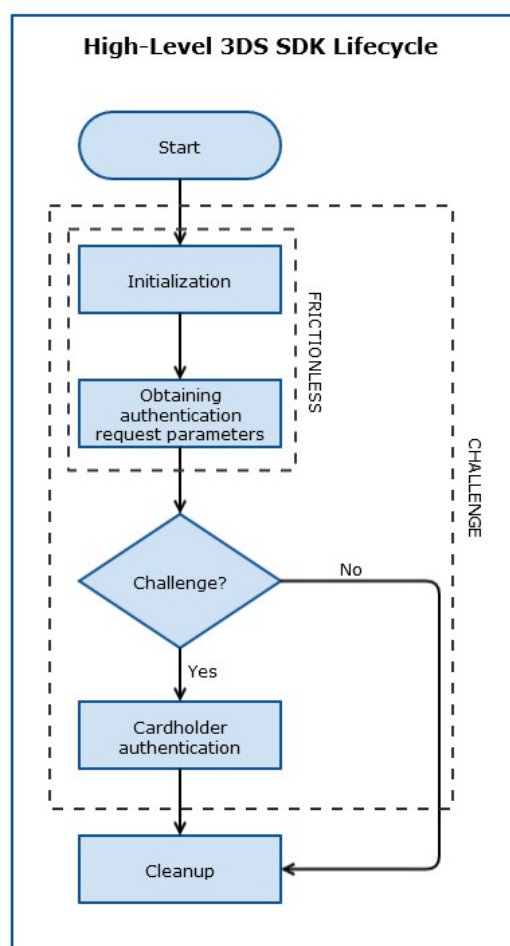 High-Level 3DS SDK Lifecycle
Start
Initialization
FRICTIONLESS
Obtaining
authentication
request parameters
CHALLENGE
Challenge?
No
Yes
Cardholder
authentication
Cleanup